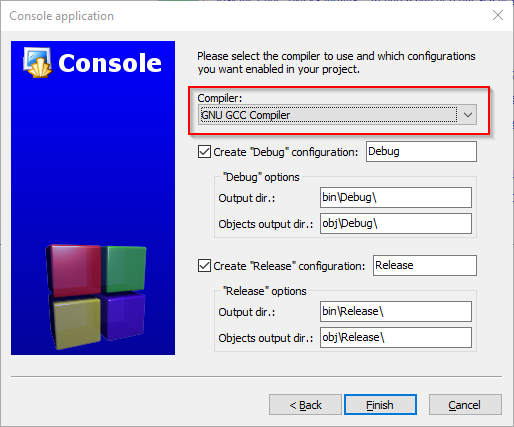 Console application
Console
Please select the compiler to use and which configurations
you want enabled in your project.
Compiler:
GNU GCC Compiler
Create "Debug" configuration: Debug
"Debug" options
Output dir.: bin\Debug\
Objects output dir.: obj\Debug\
Create "Release" configuration: Release
"Release" options
Output dir.: bin\Release\
Objects output dir.: obj\Release\
< Back Finish Cancel